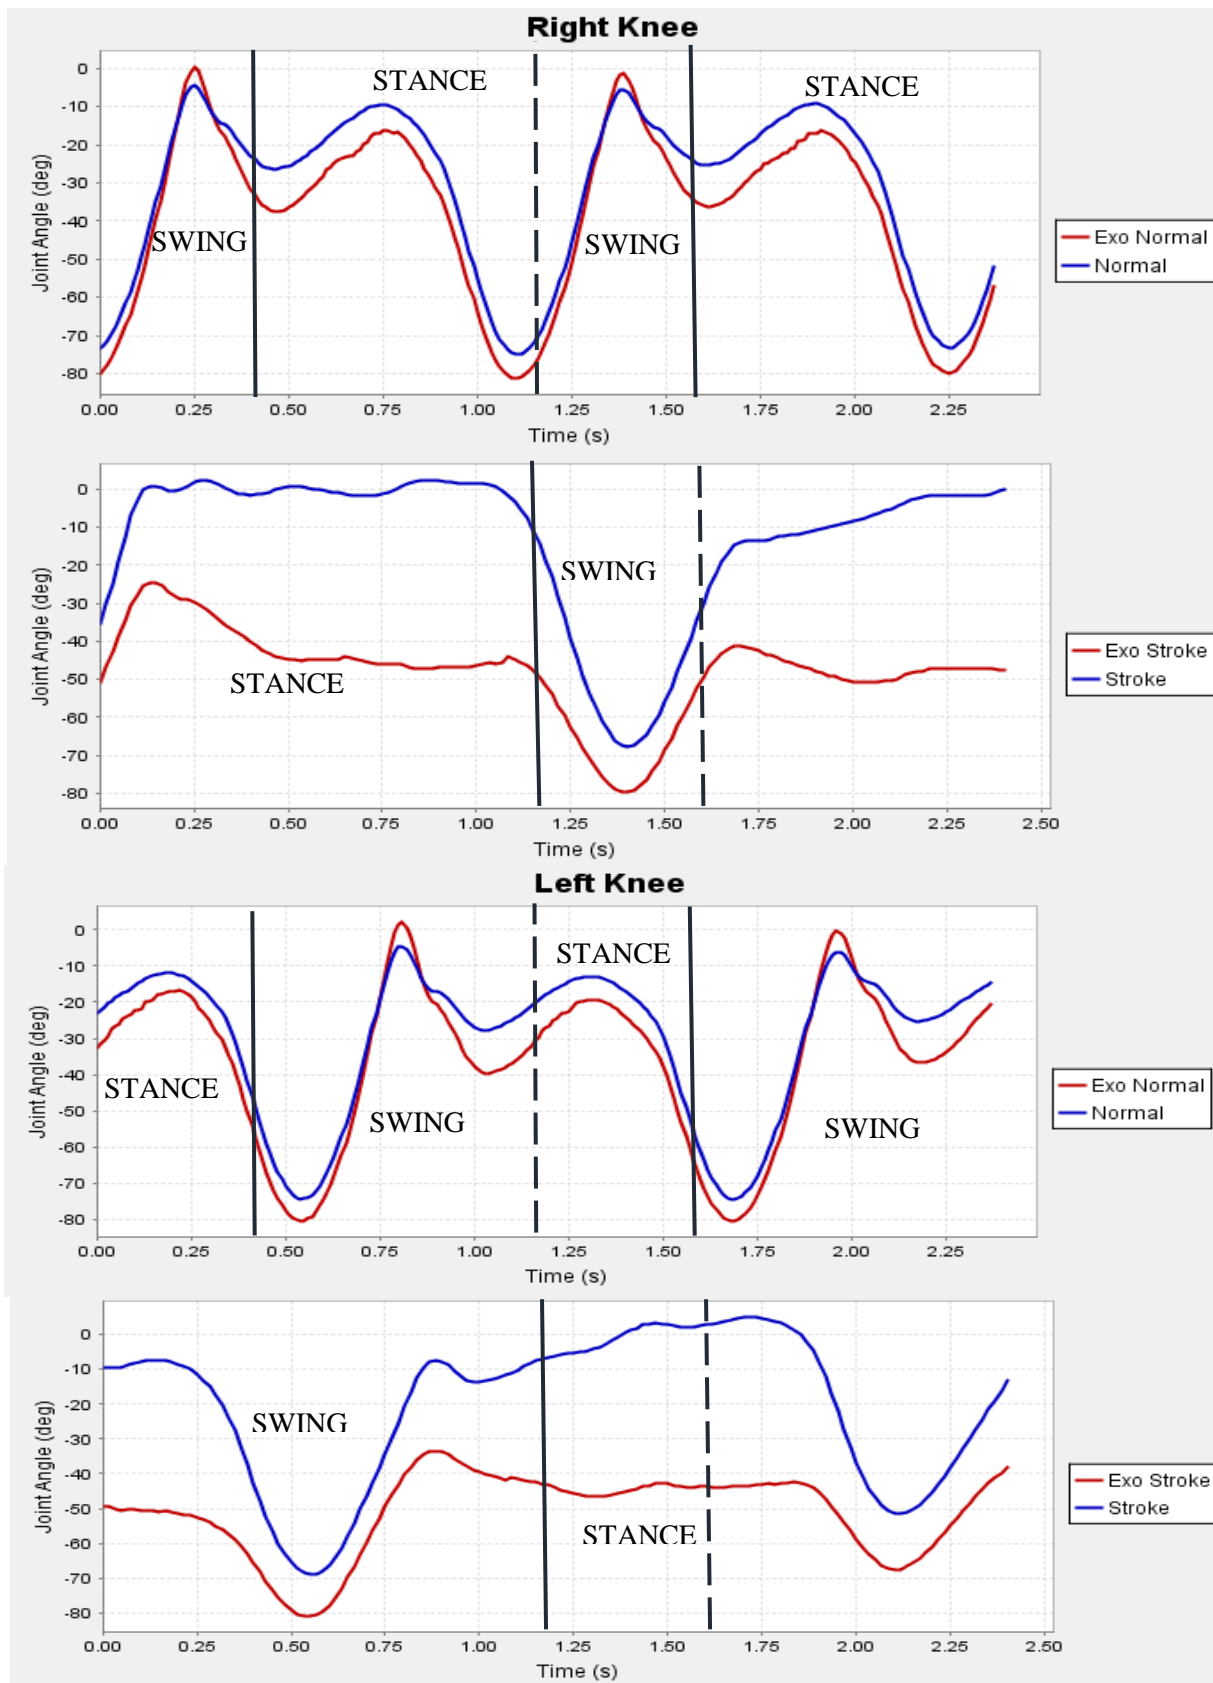 Right Knee
STANCE
STANCE
SWING
SWING
Joint Angle (deg)
0
-10
-20
-30
-40
-50
-60
-70
-80
0.00 0.25 0.50 0.75 1.00 1.25 1.50 1.75 2.00 2.25
Time (s)
Exo Normal
Normal
SWING
STANCE
Joint Angle (deg)
0
-10
-20
-30
-40
-50
-60
-70
-80
0.00 0.25 0.50 0.75 1.00 1.25 1.50 1.75 2.00 2.25 2.50
Time (s)
Exo Stroke
Stroke
Left Knee
STANCE
STANCE
SWING
SWING
Joint Angle (deg)
0
-10
-20
-30
-40
-50
-60
-70
-80
0.00 0.25 0.50 0.75 1.00 1.25 1.50 1.75 2.00 2.25
Time (s)
Exo Normal
Normal
SWING
STANCE
Joint Angle (deg)
0
-10
-20
-30
-40
-50
-60
-70
-80
0.00 0.25 0.50 0.75 1.00 1.25 1.50 1.75 2.00 2.25 2.50
Time (s)
Exo Stroke
Stroke